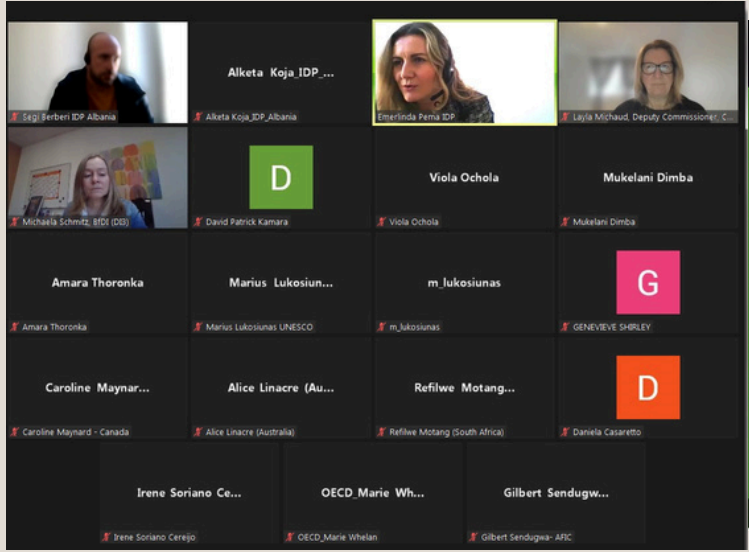 Segi Berberi IDP Albania
Alketa Koja_IDP_...
Alketa Koja_IDP_Albania
Emerlinda Pema IDP
Layla Michaud, Deputy Commissioner, C...
Michaela Schmitz, BfDI (DI3)
D
David Patrick Kamara
Viola Ochola
Viola Ochola
Mukelani Dimba
Mukelani Dimba
Amara Thoronka
Amara Thoronka
Marius Lukosiun...
Marius Lukosiunas UNESCO
m_lukosiunas
m_lukosiunas
G
GENEVIEVE SHIRLEY
Caroline Maynar...
Caroline Maynard - Canada
Alice Linacre (Au...
Alice Linacre (Australia)
Refilwe Motang...
Refilwe Motang (South Africa)
D
Daniela Casaretto
Irene Soriano Ce...
Irene Soriano Cereijo
OECD_Marie Wh...
OECD_Marie Whelan
Gilbert Sendugw...
Gilbert Sendugwa- AFIC